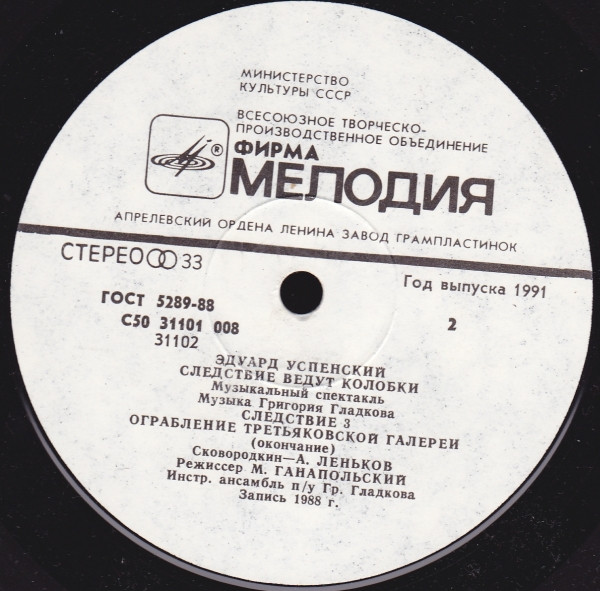 МИНИСТЕРСТВО
КУЛЬТУРЫ СССР
ВСЕСОЮЗНОЕ ТВОРЧЕСКО-
ПРОИЗВОДСТВЕННОЕ ОБЪЕДИНЕНИЕ
®
ФИРМА
МЕЛОДИЯ
АПРЕЛЕВСКИЙ ОРДЕНА ЛЕНИНА ЗАВОД ГРАМПЛАСТИНОК
СТЕРЕО 33
Год выпуска 1991
ГОСТ 5289-88
С50 31101 008
2
31102
ЭДУАРД УСПЕНСКИЙ
СЛЕДСТВИЕ ВЕДУТ КОЛОБКИ
Музыкальный спектакль
Музыка Григория Гладкова
СЛЕДСТВИЕ 3
ОГРАБЛЕНИЕ ТРЕТЬЯКОВСКОЙ ГАЛЕРЕИ
(окончание)
Сковородкин—А. ЛЕНЬКОВ
Режиссер М. ГАНАПОЛЬСКИЙ
Инстр. ансамбль п/у Гр. Гладкова
Запись 1988 г.